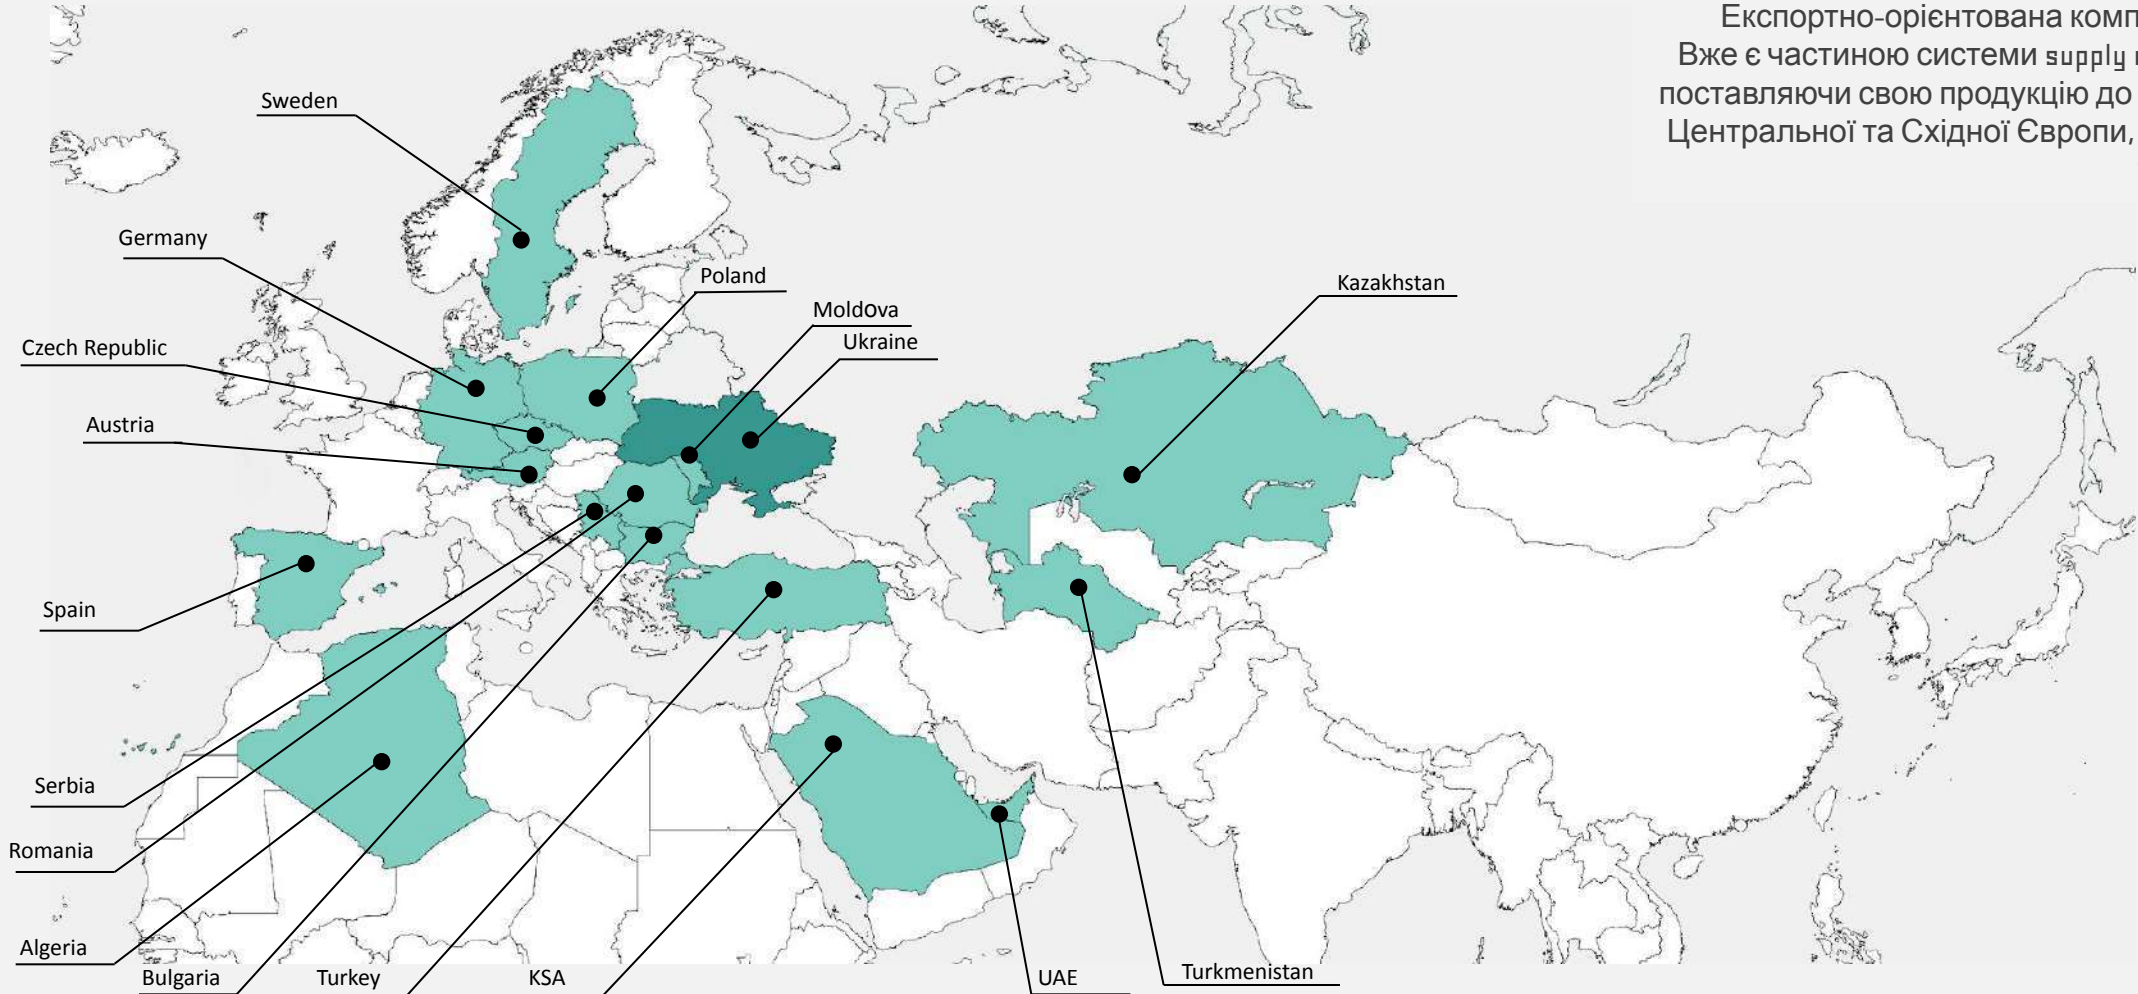 Експортно-орієнтована
Вже є частиною системи supply
поставляючи свою продукцію до
Центральної та Східної Європи,
Sweden
Germany
Poland
Kazakhstan
Moldova
Ukraine
Czech Republic
Austria
Spain
Serbia
Romania
Algeria
Bulgaria
Turkey
KSA
UAE
Turkmenistan